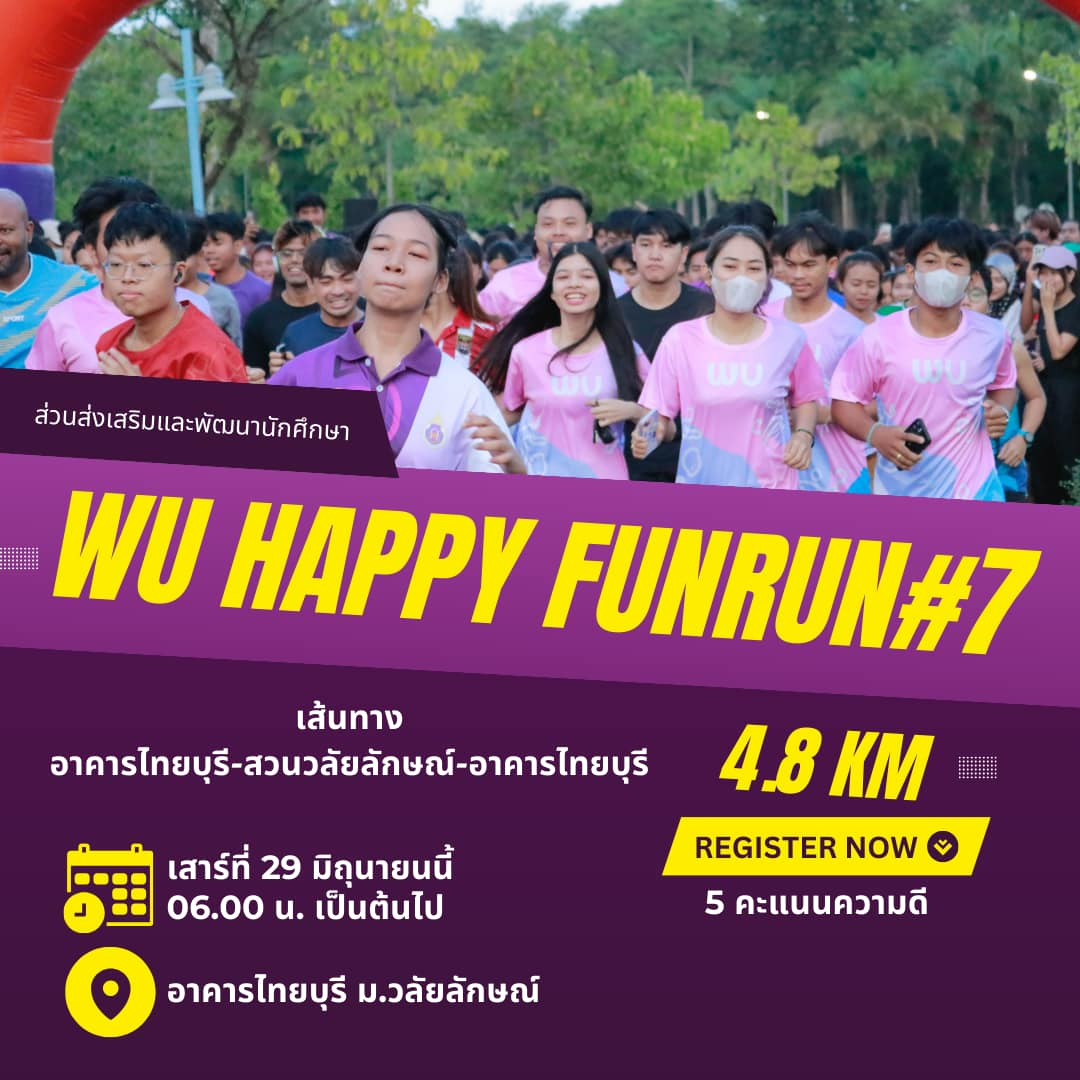 ส่วนส่งเสริมและพัฒนานักศึกษา
WU HAPPY FUNRUN#7
เส้นทาง
อาคารไทยบุรี-สวนวลัยลักษณ์-อาคารไทยบุรี
4.8 KM
REGISTER NOW
5 คะแนนความดี
เสาร์ที่ 29 มิถุนายนนี้
06.00 น. เป็นต้นไป
อาคารไทยบุรี ม.วลัยลักษณ์
WU
WU
WU
SPORT